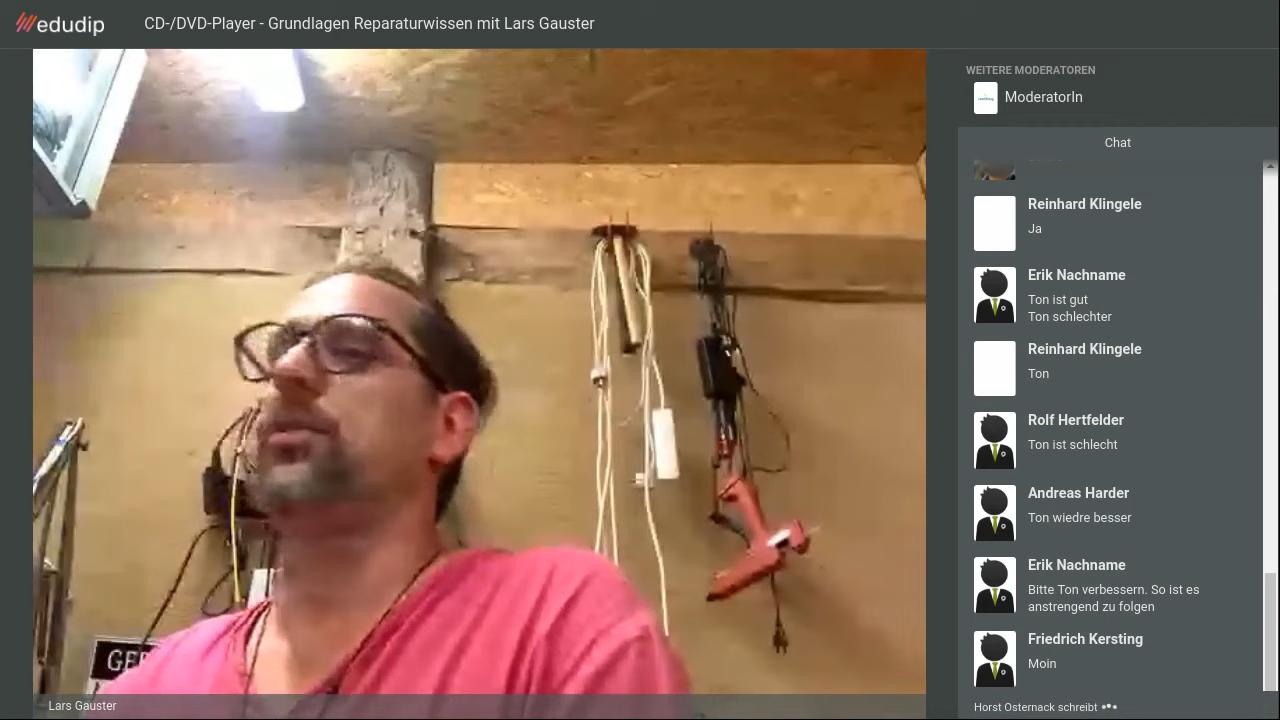 edudip
CD-/DVD-Player - Grundlagen Reparaturwissen mit Lars Gauster
WEITERE MODERATOREN
ModeratorIn
Chat
Reinhard Klingele
Ja
Erik Nachname
Ton ist gut
Ton schlechter
Reinhard Klingele
Ton
Rolf Hertfelder
Ton ist schlecht
Andreas Harder
Ton wiedre besser
Erik Nachname
Bitte Ton verbessern. So ist es
anstrengend zu folgen
Friedrich Kersting
Moin
Horst Osternack schreibt
Lars Gauster